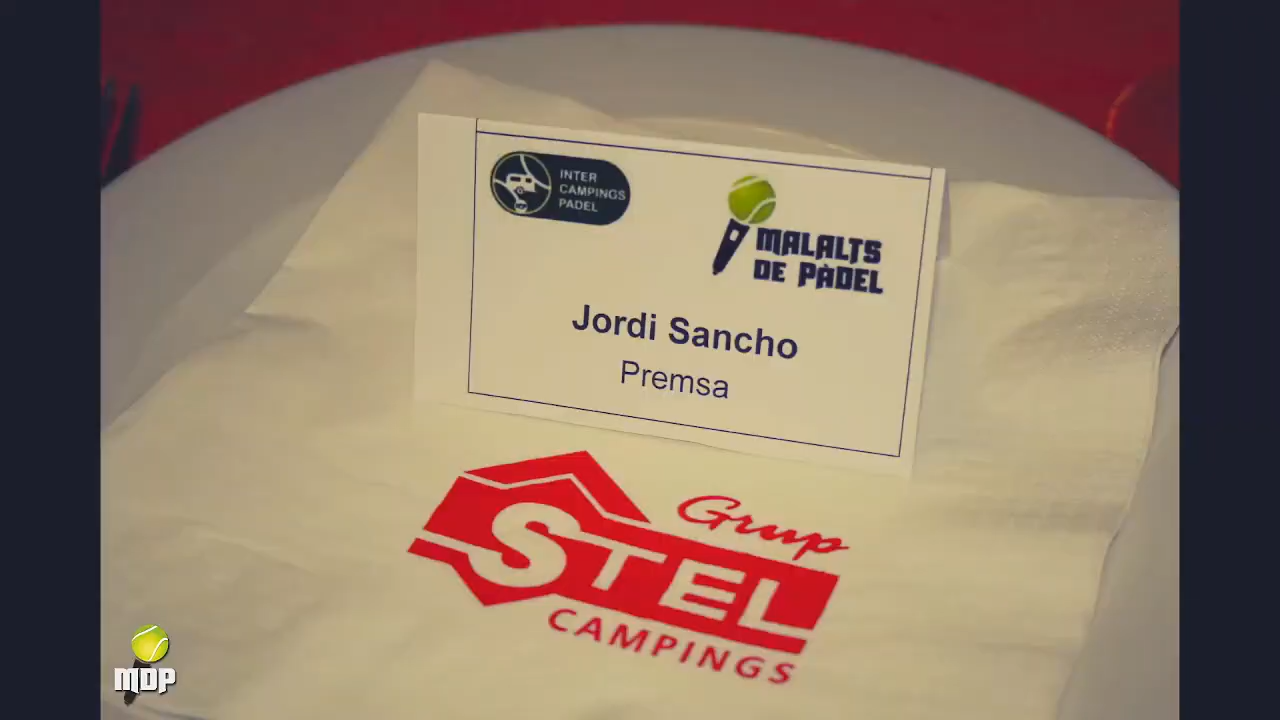 INTER
CAMPINGS
PADEL
MALALTS
DE PÀDEL
Jordi Sancho
Premsa
Grup
STEL
CAMPINGS
MDP